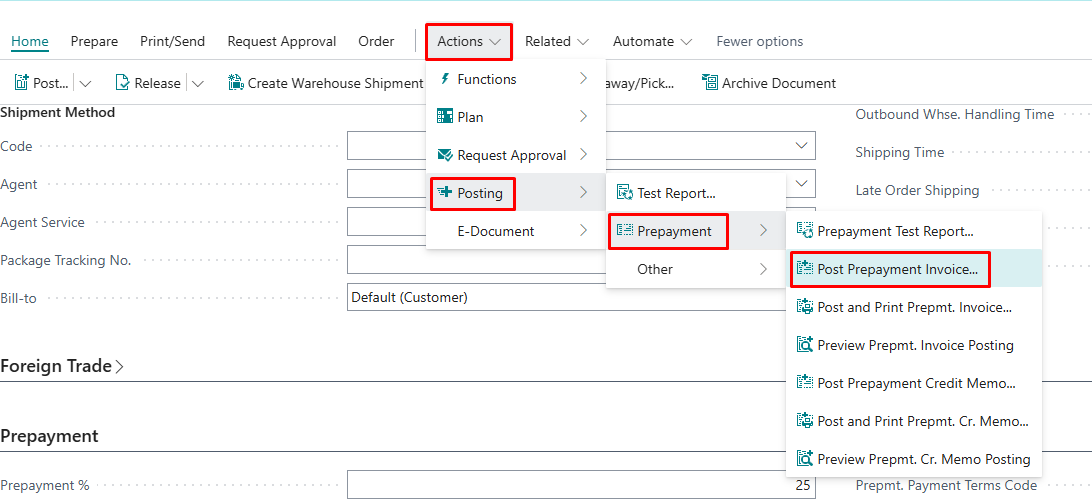 Home Prepare Print/Send Request Approval Order Actions Related Automate Fewer options
Post... Release Create Warehouse Shipment away/Pick... Archive Document
Functions
Plan
Request Approval
Posting
E-Document
Test Report...
Prepayment
Other
Prepayment Test Report...
Post Prepayment Invoice...
Post and Print Prepmt. Invoice...
Preview Prepmt. Invoice Posting
Post Prepayment Credit Memo...
Post and Print Prepmt. Cr. Memo...
Preview Prepmt. Cr. Memo Posting
Shipment Method
Code
Agent
Agent Service
Package Tracking No.
Bill-to Default (Customer)
Outbound Whse. Handling Time
Shipping Time
Late Order Shipping
Foreign Trade
Prepayment
Prepayment % 25
Prepmt. Payment Terms Code